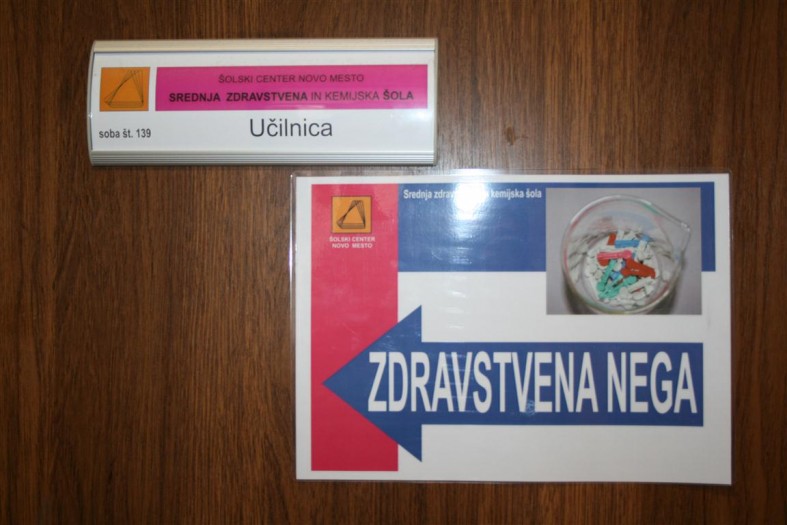 ŠOLSKI CENTER NOVO MESTO
SREDNJA ZDRAVSTVENA IN KEMIJSKA ŠOLA
soba št. 139
Učilnica
Srednja kemijska šola
ŠOLSKI CENTER
NOVO MESTO
ZDRAVSTVENA NEGA